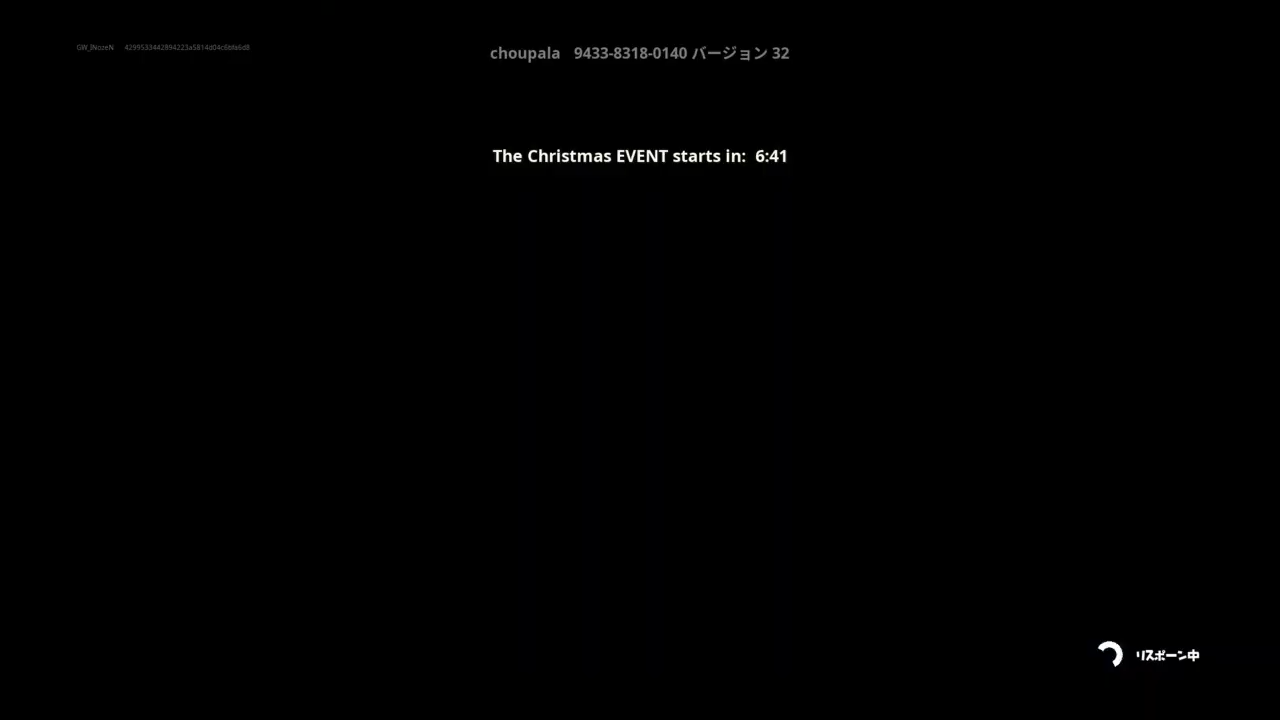 choupala 9433-8318-0140 バージョン 32
The Christmas EVENT starts in: 6:41
リスポーン中